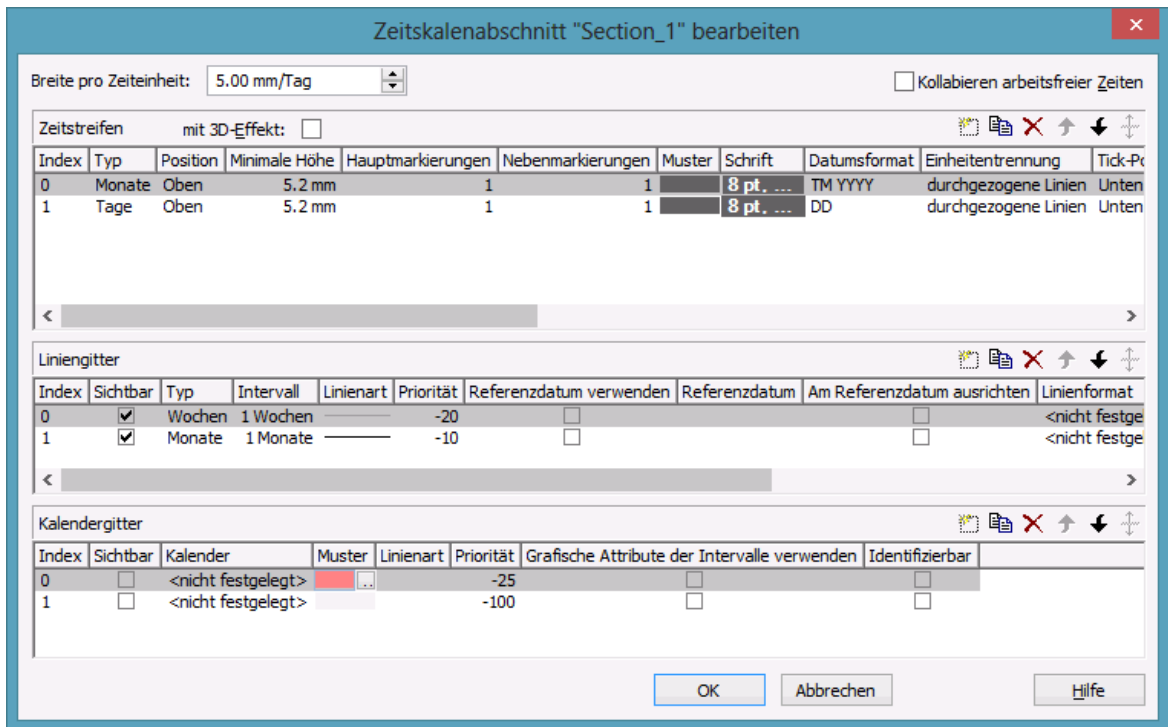 Zeitskalenabschnitt "Section_1" bearbeiten
Breite pro Zeiteinheit: 5.00 mm/Tag Kollabieren arbeitsfreier Zeiten
Zeitstreifen mit 3D-Effekt:
Index Typ Position Minimale Höhe Hauptmarkierungen Nebenmarkierungen Muster Schrift Datumsformat Einheitentrennung Tick-Po
0 Monate Oben 5.2 mm 1 1 8 pt. ... TM YYYY durchgezogene Linien Unten
1 Tage Oben 5.2 mm 1 1 8 pt. ... DD durchgezogene Linien Unten
Liniengitter
Index Sichtbar Typ Intervall Linienart Priorität Referenzdatum verwenden Referenzdatum Am Referenzdatum ausrichten Linienformat
0 Wochen 1 Wochen -20 <nicht festge
1 Monate 1 Monate -10 <nicht festge
Kalendergitter
Index Sichtbar Kalender Muster Linienart Priorität Grafische Attribute der Intervalle verwenden Identifizierbar
0 <nicht festgelegt> .. -25
1 <nicht festgelegt> -100
OK Abbrechen Hilfe